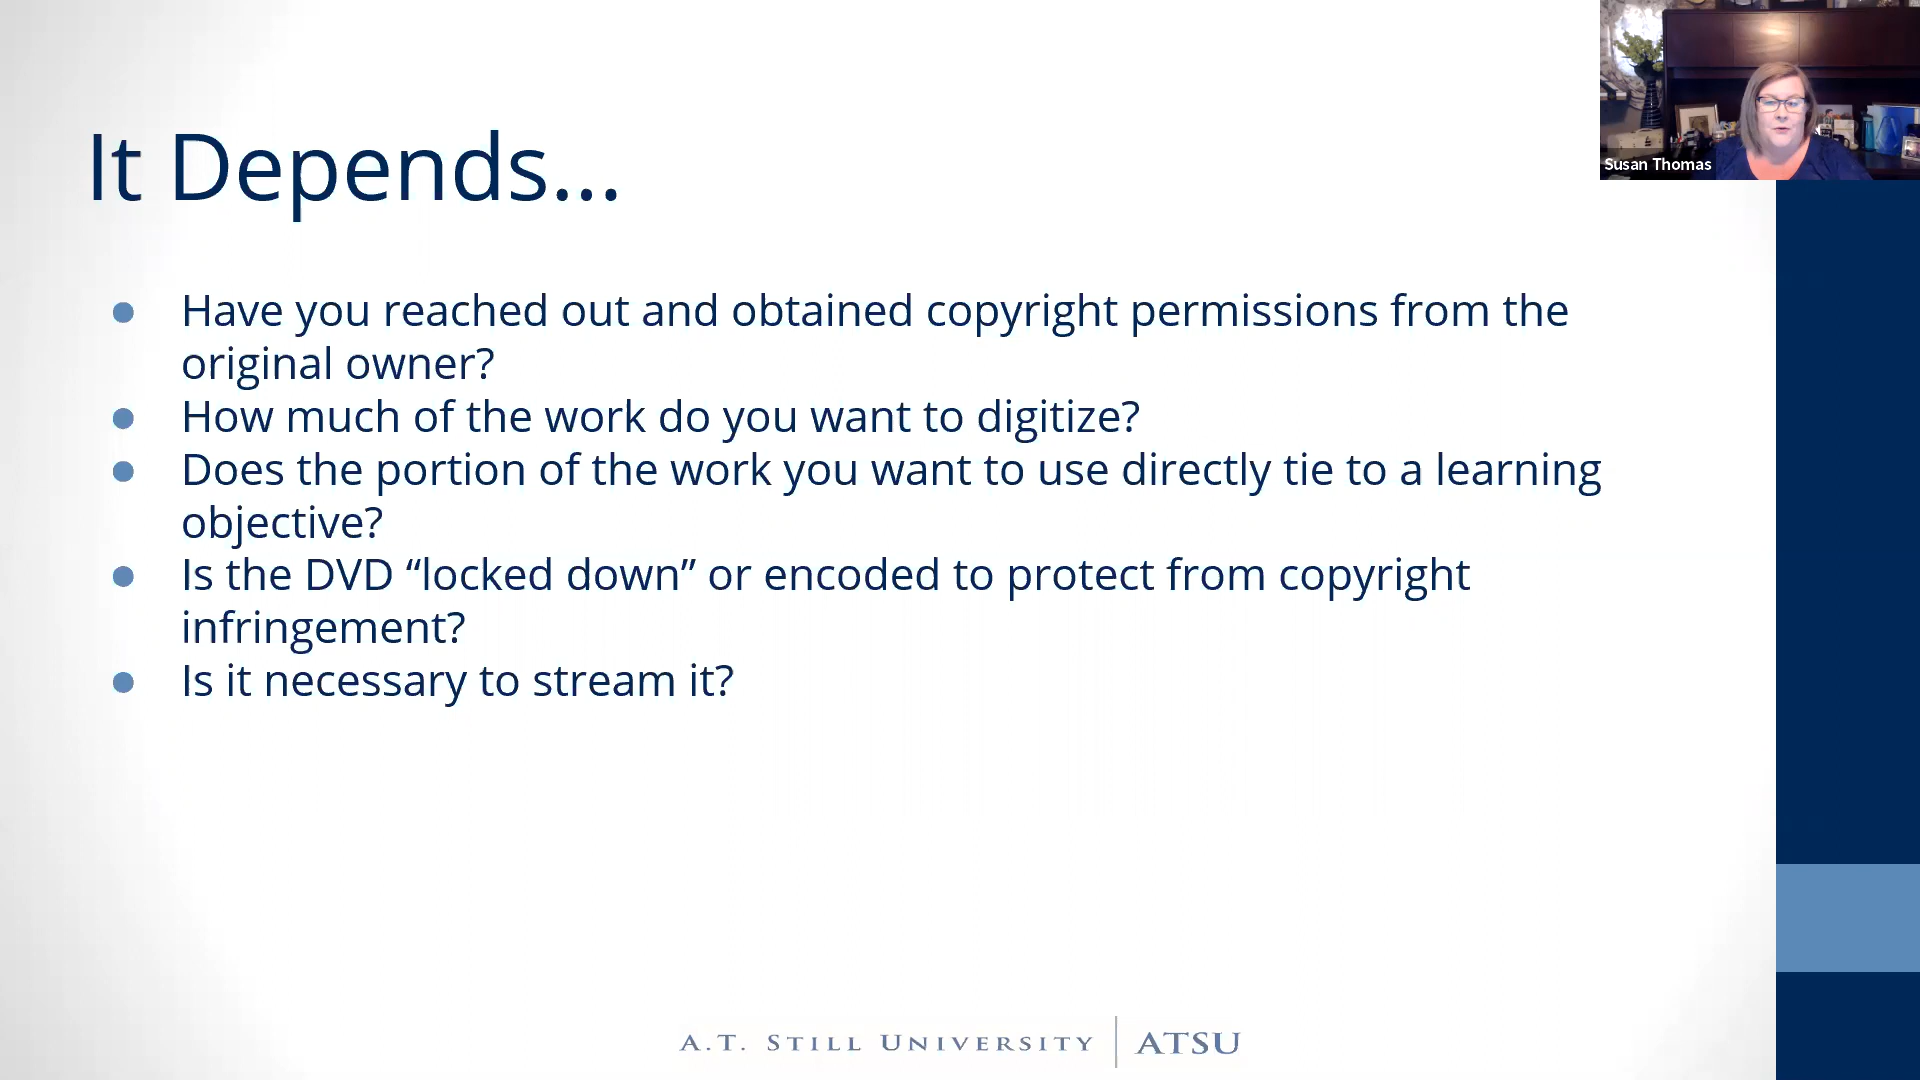 Susan Thomas
It Depends...
● Have you reached out and obtained copyright permissions from the
original owner?
● How much of the work do you want to digitize?
● Does the portion of the work you want to use directly tie to a learning
objective?
● Is the DVD “locked down” or encoded to protect from copyright
infringement?
● Is it necessary to stream it?
A.T. STILL UNIVERSITY | ATSU